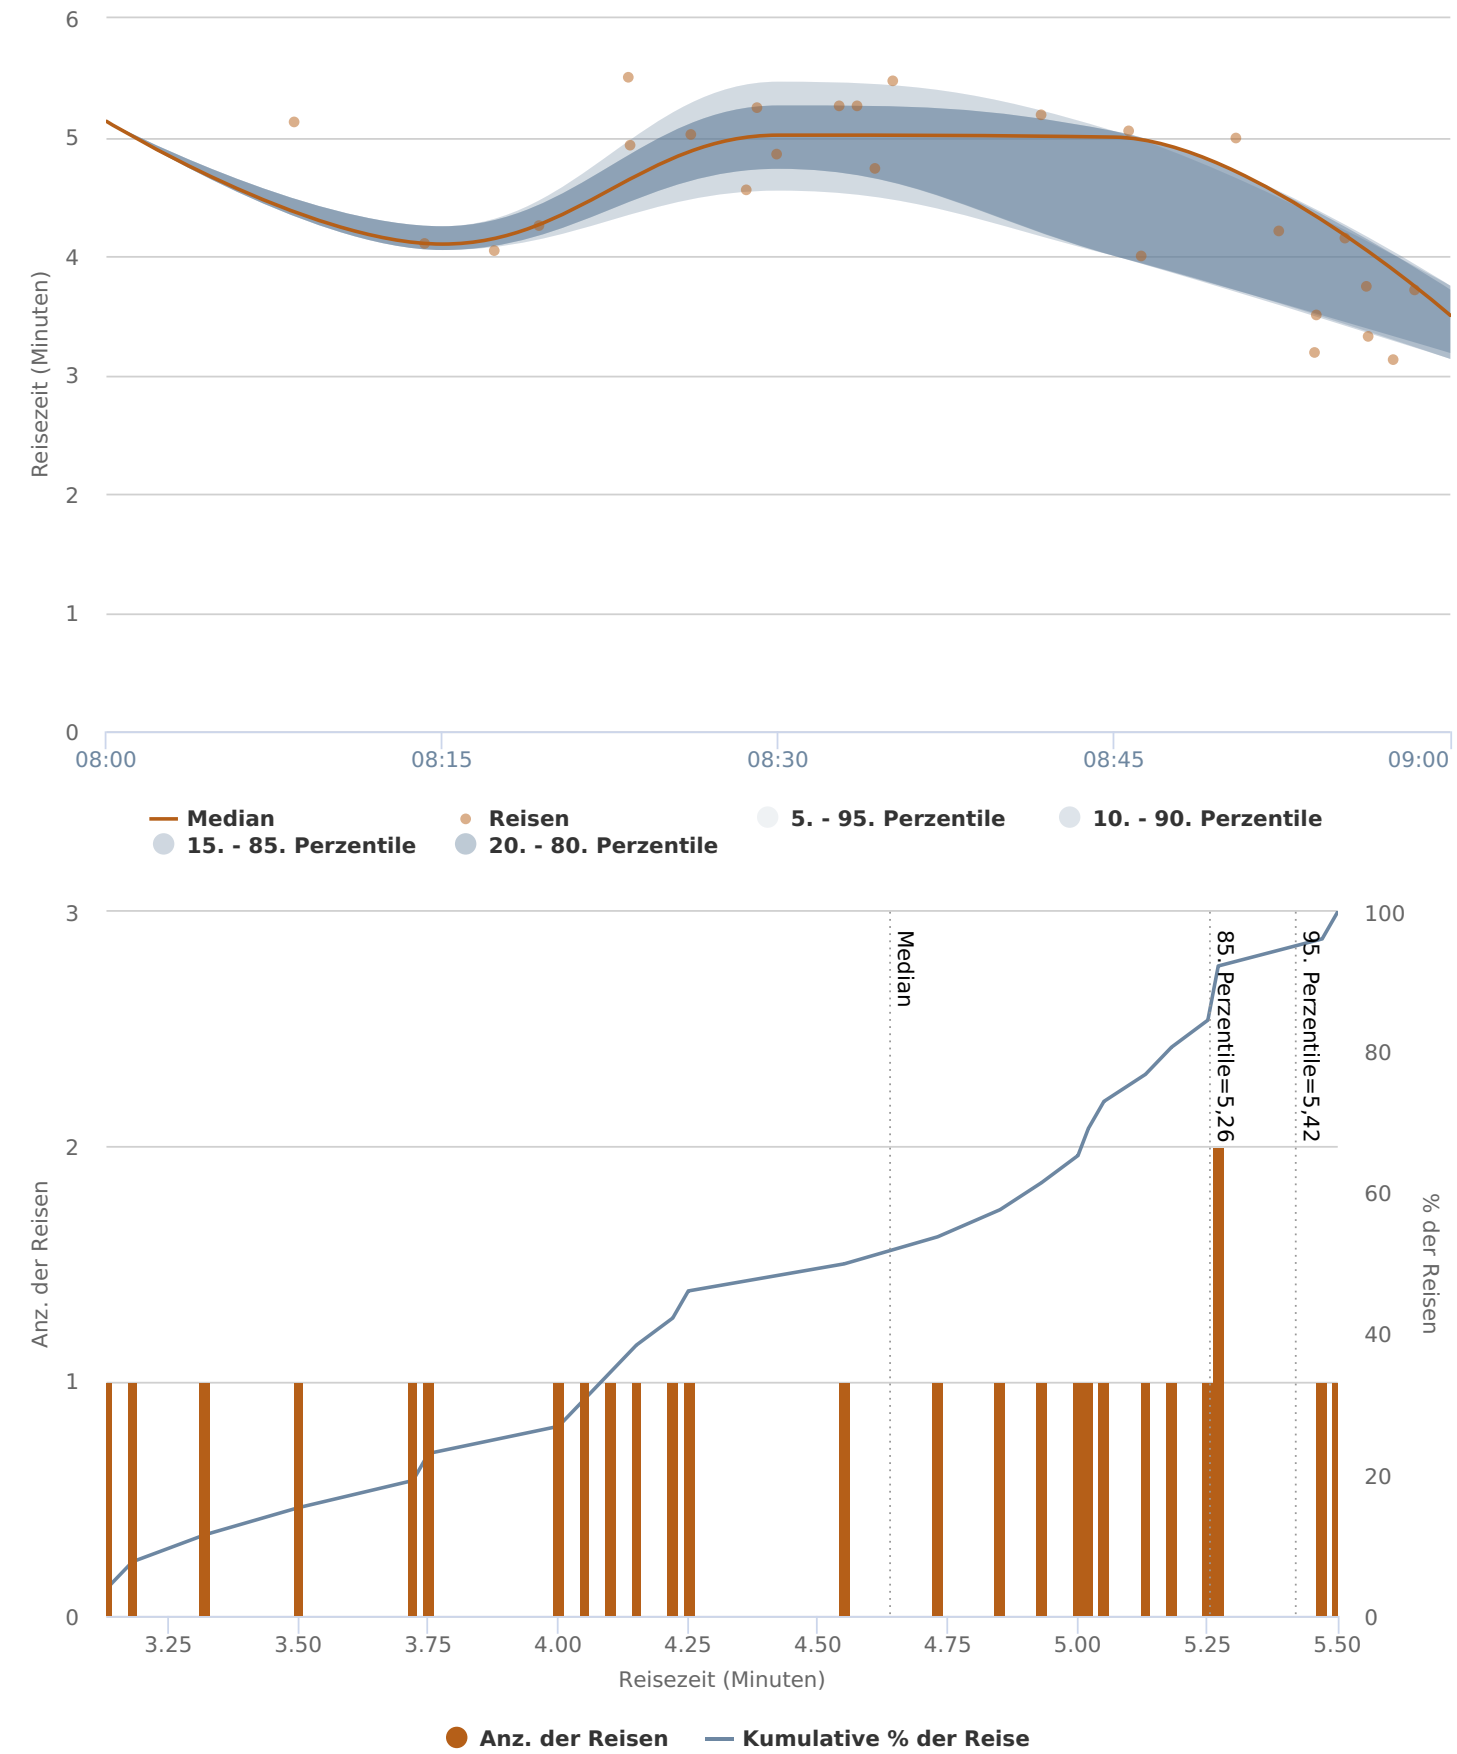 6
5
4
3
2
1
0
Reisezeit (Minuten)
08:00 08:15 08:30 08:45 09:00
Median Reisen 5. - 95. Perzentile 10. - 90. Perzentile
15. - 85. Perzentile 20. - 80. Perzentile
3
2
1
0
Anz. der Reisen
Median
85. Perzentile=5,26
95. Perzentile=5,42
100
80
60
40
20
0
% der Reisen
3.25 3.50 3.75 4.00 4.25 4.50 4.75 5.00 5.25 5.50
Reisezeit (Minuten)
Anz. der Reisen Kumulative % der Reise